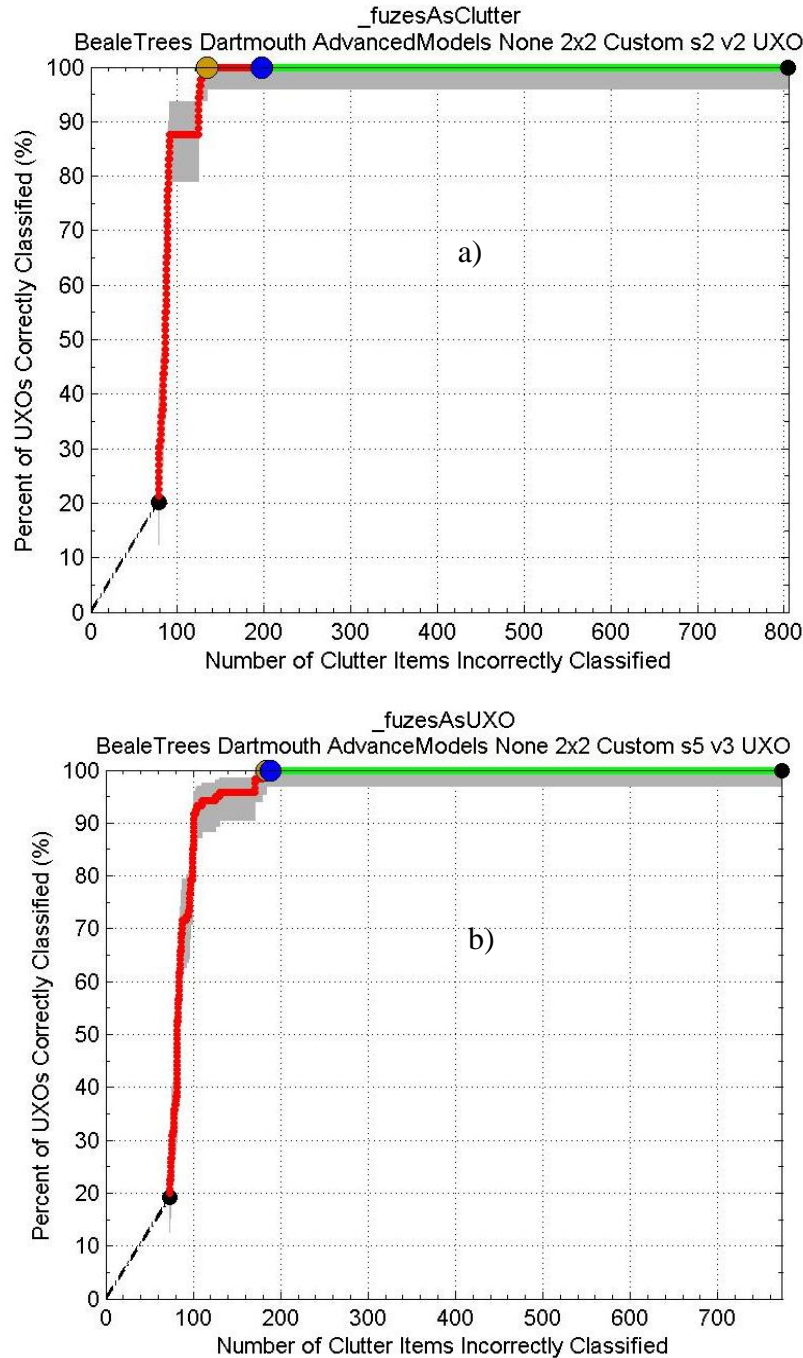 _fuzesAsClutter
BealeTrees Dartmouth AdvancedModels None 2x2 Custom s2 v2 UXO
Percent of UXOs Correctly Classified (%)
100
90
80
70
60
50
40
30
20
10
0
a)
0 100 200 300 400 500 600 700 800
Number of Clutter Items Incorrectly Classified
_fuzesAsUXO
BealeTrees Dartmouth AdvanceModels None 2x2 Custom s5 v3 UXO
Percent of UXOs Correctly Classified (%)
100
90
80
70
60
50
40
30
20
10
0
b)
0 100 200 300 400 500 600 700
Number of Clutter Items Incorrectly Classified